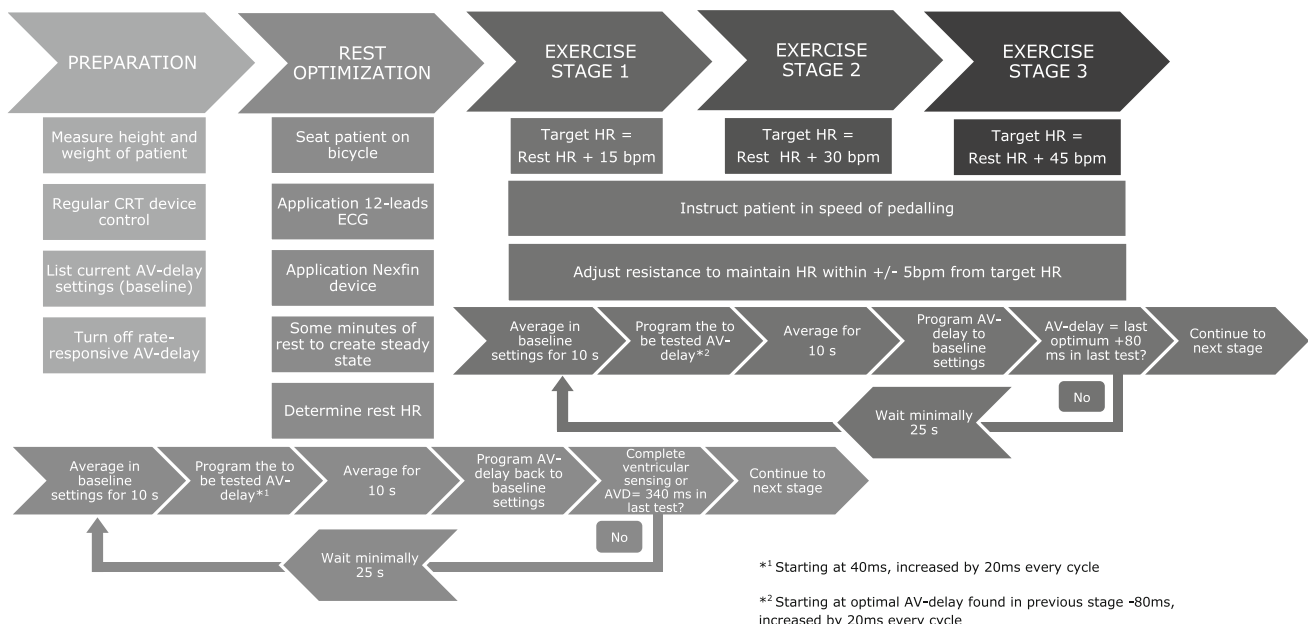 PREPARATION
REST
OPTIMIZATION
EXERCISE
STAGE 1
EXERCISE
STAGE 2
EXERCISE
STAGE 3
Measure height and
weight of patient
Regular CRT device
control
List current AV-delay
settings (baseline)
Turn off rate-
responsive AV-delay
Seat patient on
bicycle
Application 12-leads
ECG
Application Nexfin
device
Some minutes of
rest to create steady
state
Determine rest HR
Target HR =
Rest HR + 15 bpm
Target HR =
Rest HR + 30 bpm
Target HR =
Rest HR + 45 bpm
Instruct patient in speed of pedalling
Adjust resistance to maintain HR within +/- 5bpm from target HR
Average in
baseline
settings for 10 s
Program the to
be tested AV-
delay*2
Average for
10 s
Program AV-
delay to
baseline
settings
AV-delay = last
optimum +80
ms in last test?
Continue to
next stage
No
Wait minimally
25 s
Average in
baseline
settings for 10 s
Program the to
be tested AV-
delay*1
Average for
10 s
Program AV-
delay back to
baseline
settings
Complete
ventricular
sensing or
AVD= 340 ms in
last test?
Continue to
next stage
No
Wait minimally
25 s
*1 Starting at 40ms, increased by 20ms every cycle
*2 Starting at optimal AV-delay found in previous stage -80ms,
increased by 20ms every cycle